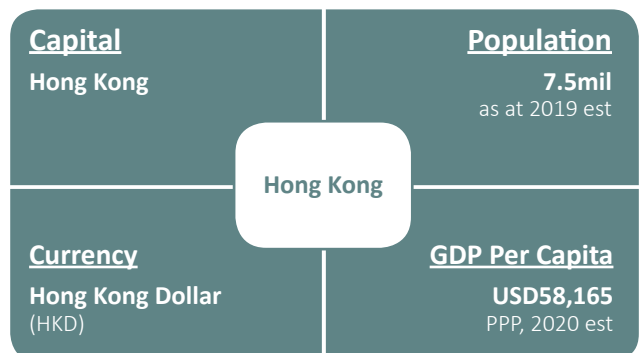 Capital
Hong Kong
Population
7.5mil
as at 2019 est
Hong Kong
Currency
Hong Kong Dollar
(HKD)
GDP Per Capita
USD58,165
PPP, 2020 est